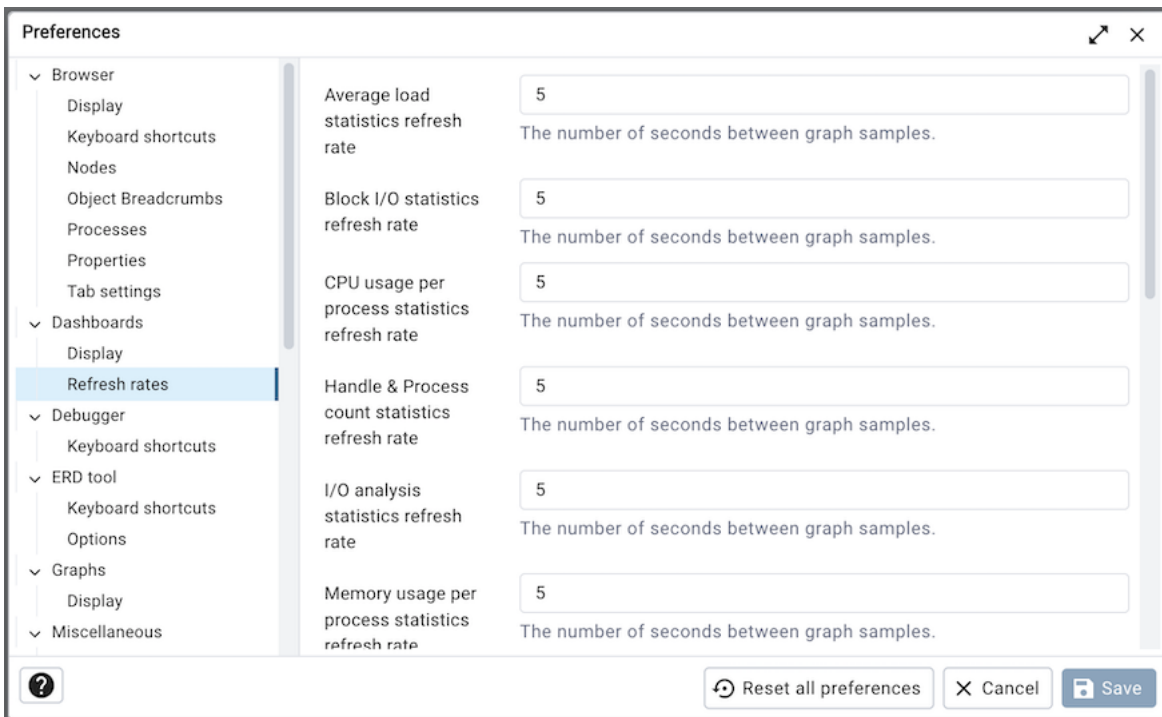 Preferences
Browser
Display
Keyboard shortcuts
Nodes
Object Breadcrumbs
Processes
Properties
Tab settings
Dashboards
Display
Refresh rates
Debugger
Keyboard shortcuts
ERD tool
Keyboard shortcuts
Options
Graphs
Display
Miscellaneous
Average load
statistics refresh
rate
5
The number of seconds between graph samples.
Block I/O statistics
refresh rate
5
The number of seconds between graph samples.
CPU usage per
process statistics
refresh rate
5
The number of seconds between graph samples.
Handle & Process
count statistics
refresh rate
5
The number of seconds between graph samples.
I/O analysis
statistics refresh
rate
5
The number of seconds between graph samples.
Memory usage per
process statistics
refresh rate
5
The number of seconds between graph samples.
?
Reset all preferences
Cancel
Save